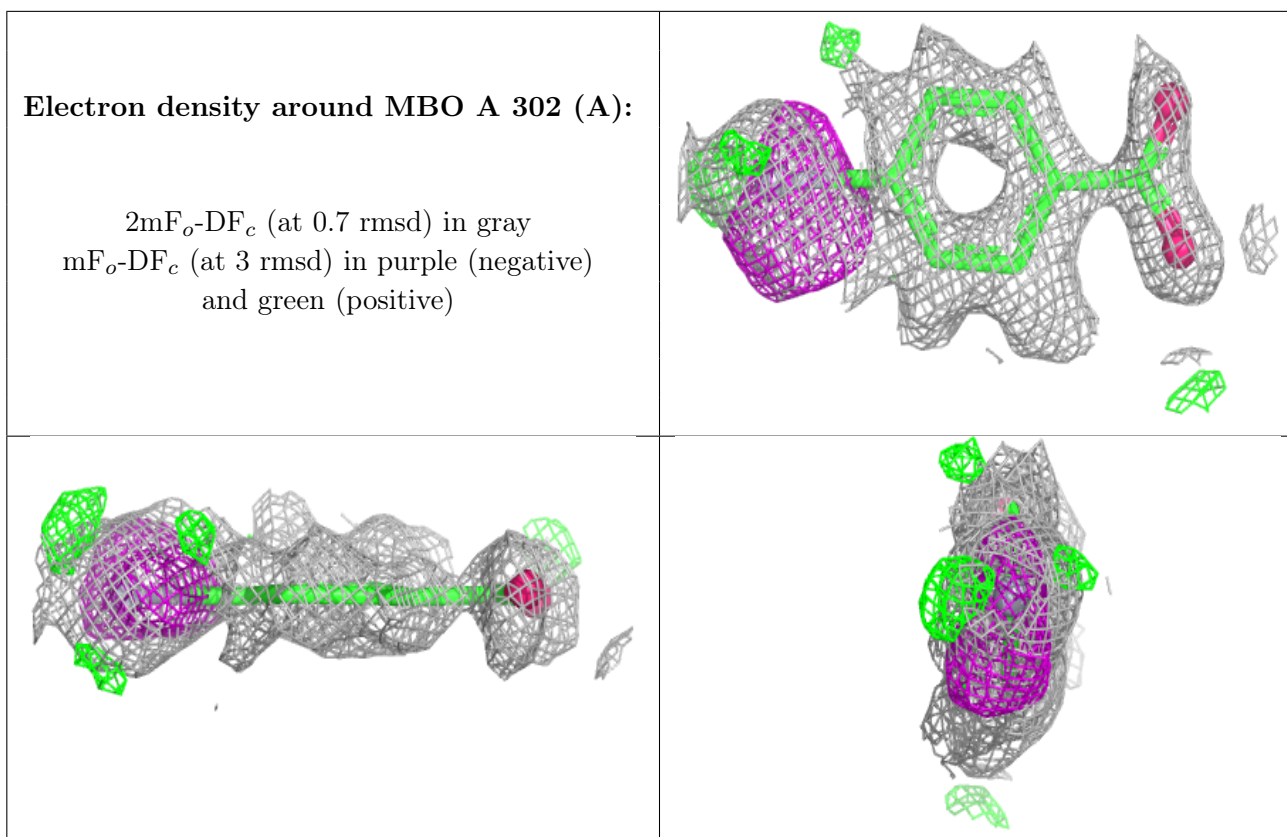 Electron density around MBO A 302 (A):
2mFo-DFc (at 0.7 rmsd) in gray
mFo-DFc (at 3 rmsd) in purple (negative)
and green (positive)